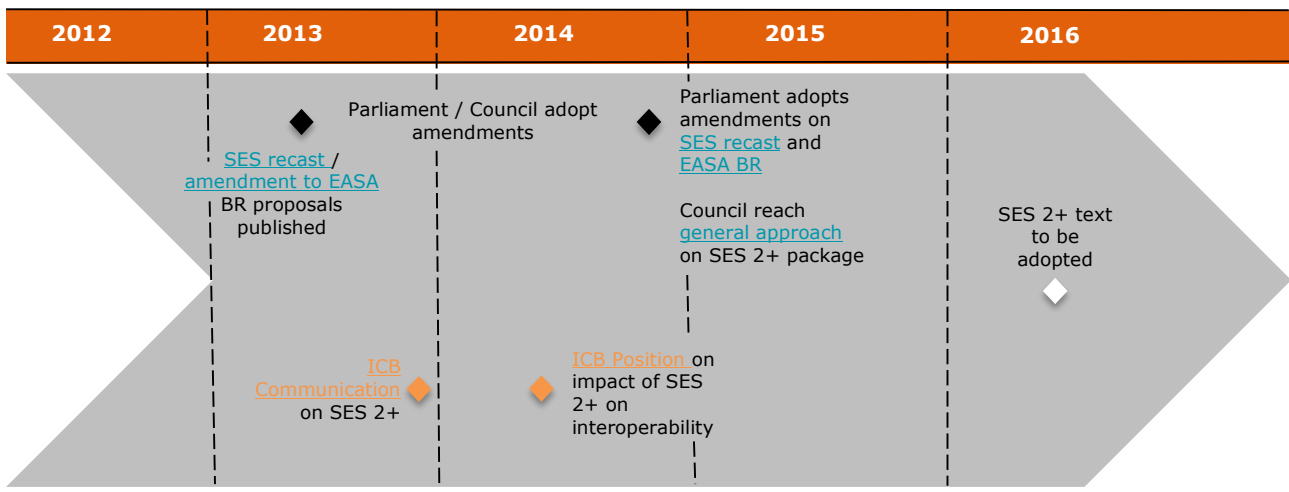 2012
2013
2014
2015
2016
SES recast /
amendment to EASA
BR proposals
published
Parliament / Council adopt
amendments
Parliament adopts
amendments on
SES recast and
EASA BR
Council reach
general approach
on SES 2+ package
SES 2+ text
to be
adopted
ICB
Communication
on SES 2+
ICB Position on
impact of SES
2+ on
interoperability